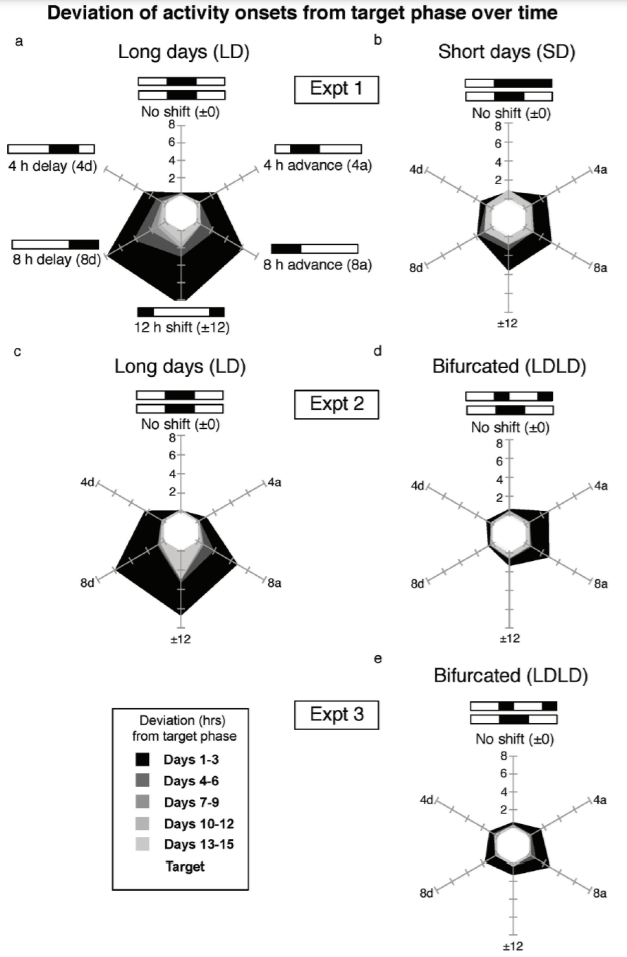 Deviation of activity onsets from target phase over time
a
Long days (LD)
No shift (±0)
8
6
4
2
4 h delay (4d)
4 h advance (4a)
8 h delay (8d)
8 h advance (8a)
12 h shift (±12)
Expt 1
b
Short days (SD)
No shift (±0)
8
6
4
2
4d
4a
8d
8a
±12
c
Long days (LD)
No shift (±0)
8
6
4
2
4d
4a
8d
8a
±12
Expt 2
d
Bifurcated (LDLD)
No shift (±0)
8
6
4
2
4d
4a
8d
8a
±12
Expt 3
e
Bifurcated (LDLD)
No shift (±0)
8
6
4
2
4d
4a
8d
8a
±12
Deviation (hrs)
from target phase
Days 1-3
Days 4-6
Days 7-9
Days 10-12
Days 13-15
Target